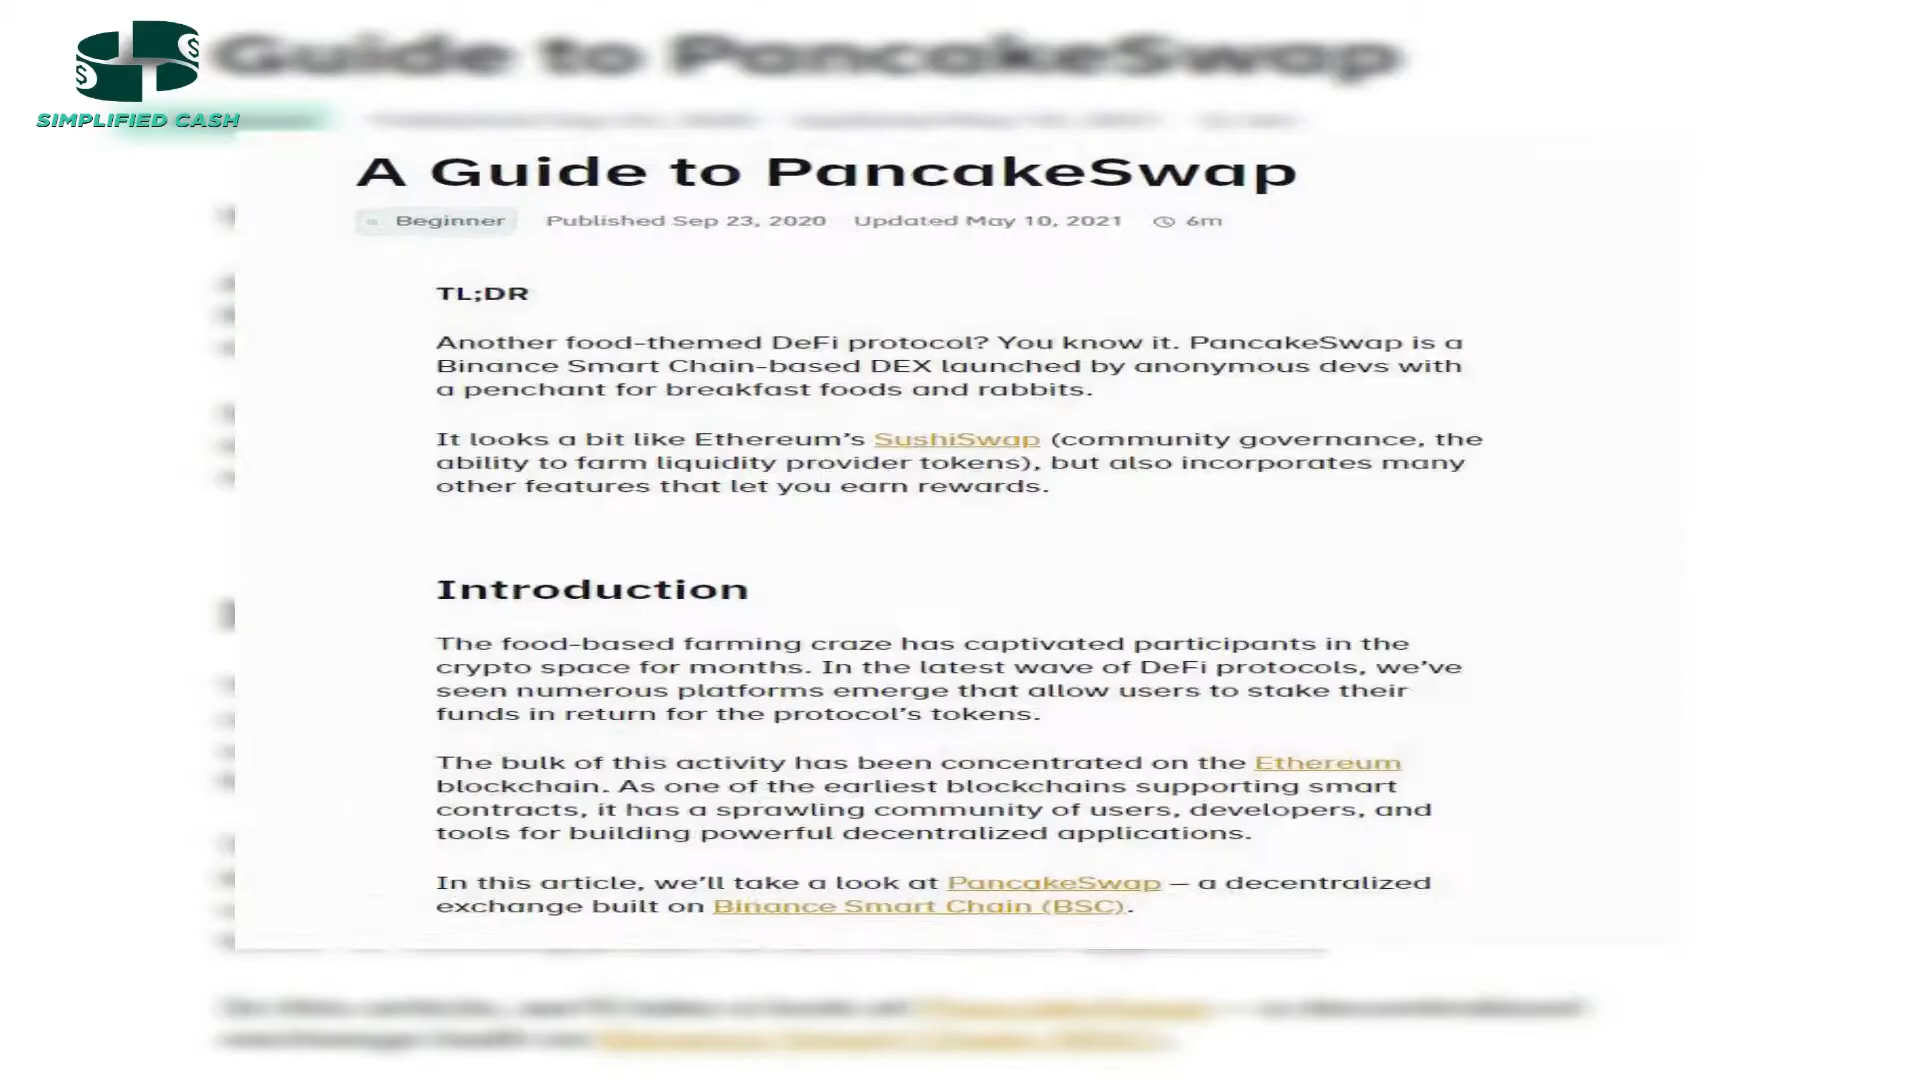 Guide to PancakeSwap
SIMPLIFIED CASH
A Guide to PancakeSwap
Beginner Published Sep 23, 2020 Updated May 10, 2021 6m
TL;DR
Another food-themed DeFi protocol? You know it. PancakeSwap is a
Binance Smart Chain-based DEX launched by anonymous devs with
a penchant for breakfast foods and rabbits.
It looks a bit like Ethereum’s SushiSwap (community governance, the
ability to farm liquidity provider tokens), but also incorporates many
other features that let you earn rewards.
Introduction
The food-based farming craze has captivated participants in the
crypto space for months. In the latest wave of DeFi protocols, we’ve
seen numerous platforms emerge that allow users to stake their
funds in return for the protocol’s tokens.
The bulk of this activity has been concentrated on the Ethereum
blockchain. As one of the earliest blockchains supporting smart
contracts, it has a sprawling community of users, developers, and
tools for building powerful decentralized applications.
In this article, we’ll take a look at PancakeSwap – a decentralized
exchange built on Binance Smart Chain (BSC).